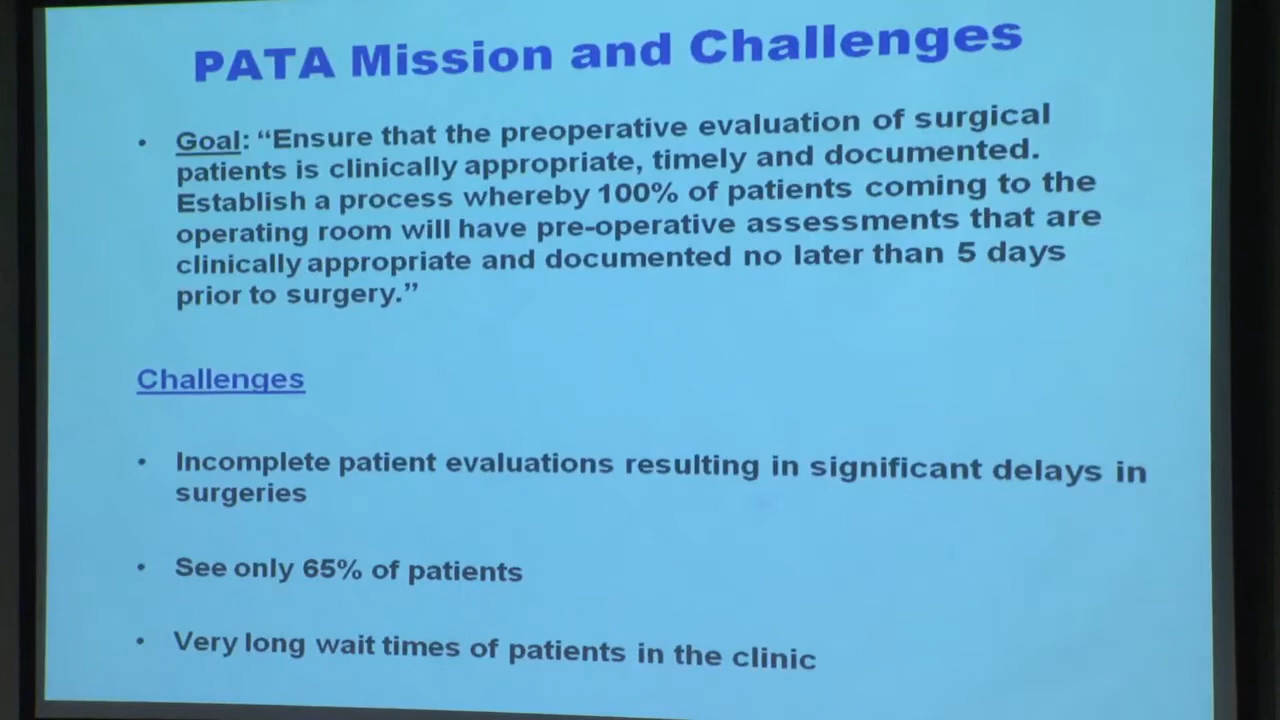 PATA Mission and Challenges
• Goal: “Ensure that the preoperative evaluation of surgical
patients is clinically appropriate, timely and documented.
Establish a process whereby 100% of patients coming to the
operating room will have pre-operative assessments that are
clinically appropriate and documented no later than 5 days
prior to surgery.”
Challenges
• Incomplete patient evaluations resulting in significant delays in
surgeries
• See only 65% of patients
• Very long wait times of patients in the clinic